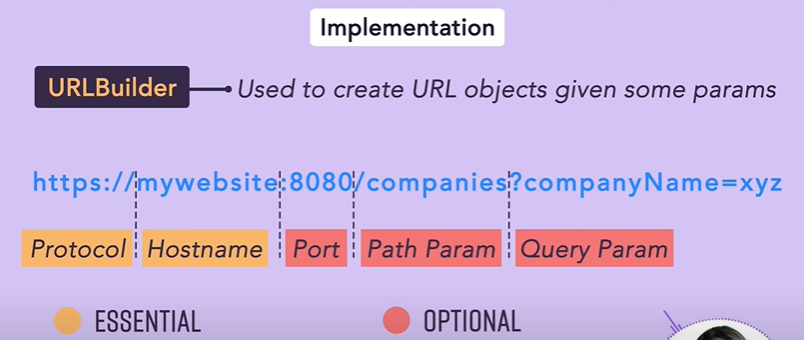 Implementation
URLBuilder Used to create URL objects given some params
https://mywebsite:8080/companies?companyName=xyz
Protocol Hostname Port Path Param Query Param
ESSENTIAL OPTIONAL